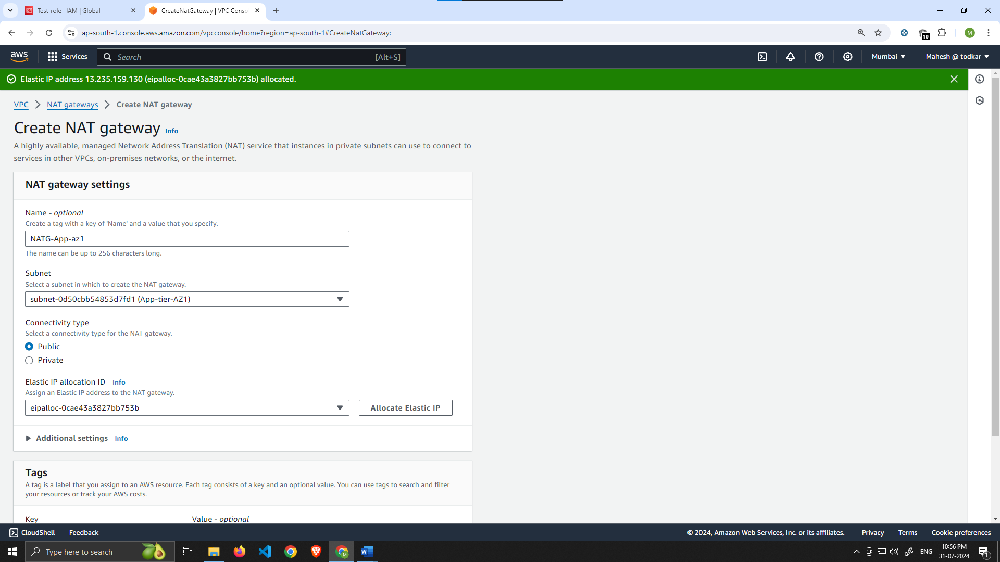 Test-role | IAM | Global
CreateNatGateway | VPC Conso
ap-south-1.console.aws.amazon.com/vpcconsole/home?region=ap-south-1#CreateNatGateway:
10
M
aws
Services
Search
[Alt+S]
Mumbai
Mahesh @ todkar
Elastic IP address 13.235.159.130 (eipalloc-0cae43a3827bb753b) allocated.
VPC
NAT gateways
Create NAT gateway
Create NAT gateway Info
A highly available, managed Network Address Translation (NAT) service that instances in private subnets can use to connect to
services in other VPCs, on-premises networks, or the internet.
NAT gateway settings
Name - optional
Create a tag with a key of 'Name' and a value that you specify.
NATG-App-az1
The name can be up to 256 characters long.
Subnet
Select a subnet in which to create the NAT gateway.
subnet-0d50cbb54853d7fd1 (App-tier-AZ1)
Connectivity type
Select a connectivity type for the NAT gateway.
Public
Private
Elastic IP allocation ID Info
Assign an Elastic IP address to the NAT gateway.
eipalloc-0cae43a3827bb753b
Allocate Elastic IP
Additional settings Info
Tags
A tag is a label that you assign to an AWS resource. Each tag consists of a key and an optional value. You can use tags to search and filter
your resources or track your AWS costs.
Key
Value - optional
CloudShell
Feedback
© 2024, Amazon Web Services, Inc. or its affiliates.
Privacy
Terms
Cookie preferences
Type here to search
M
W
ENG
10:56 PM
31-07-2024
1